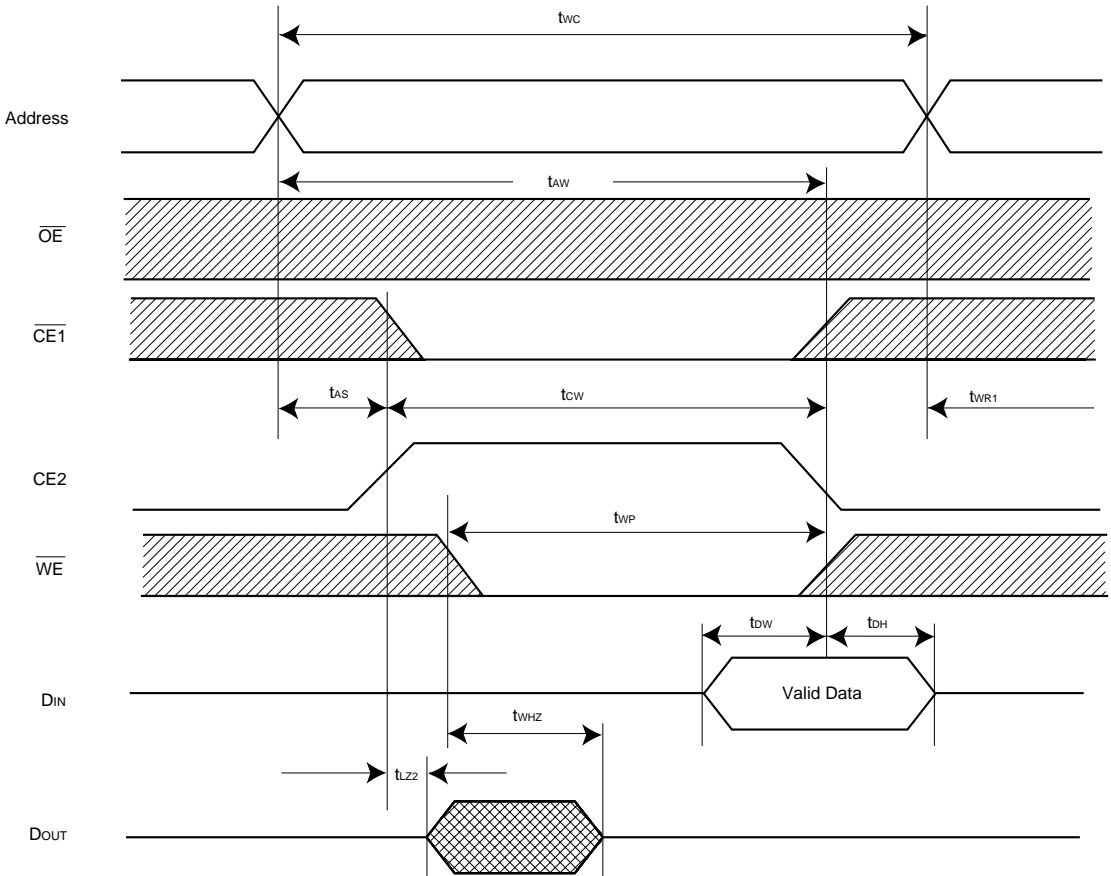 tWC
Address
tAW
OE
CE1
tAS
tCW
tWR1
CE2
tWP
WE
tDW
tDH
DIN
Valid Data
tWHZ
tLZ2
DOUT